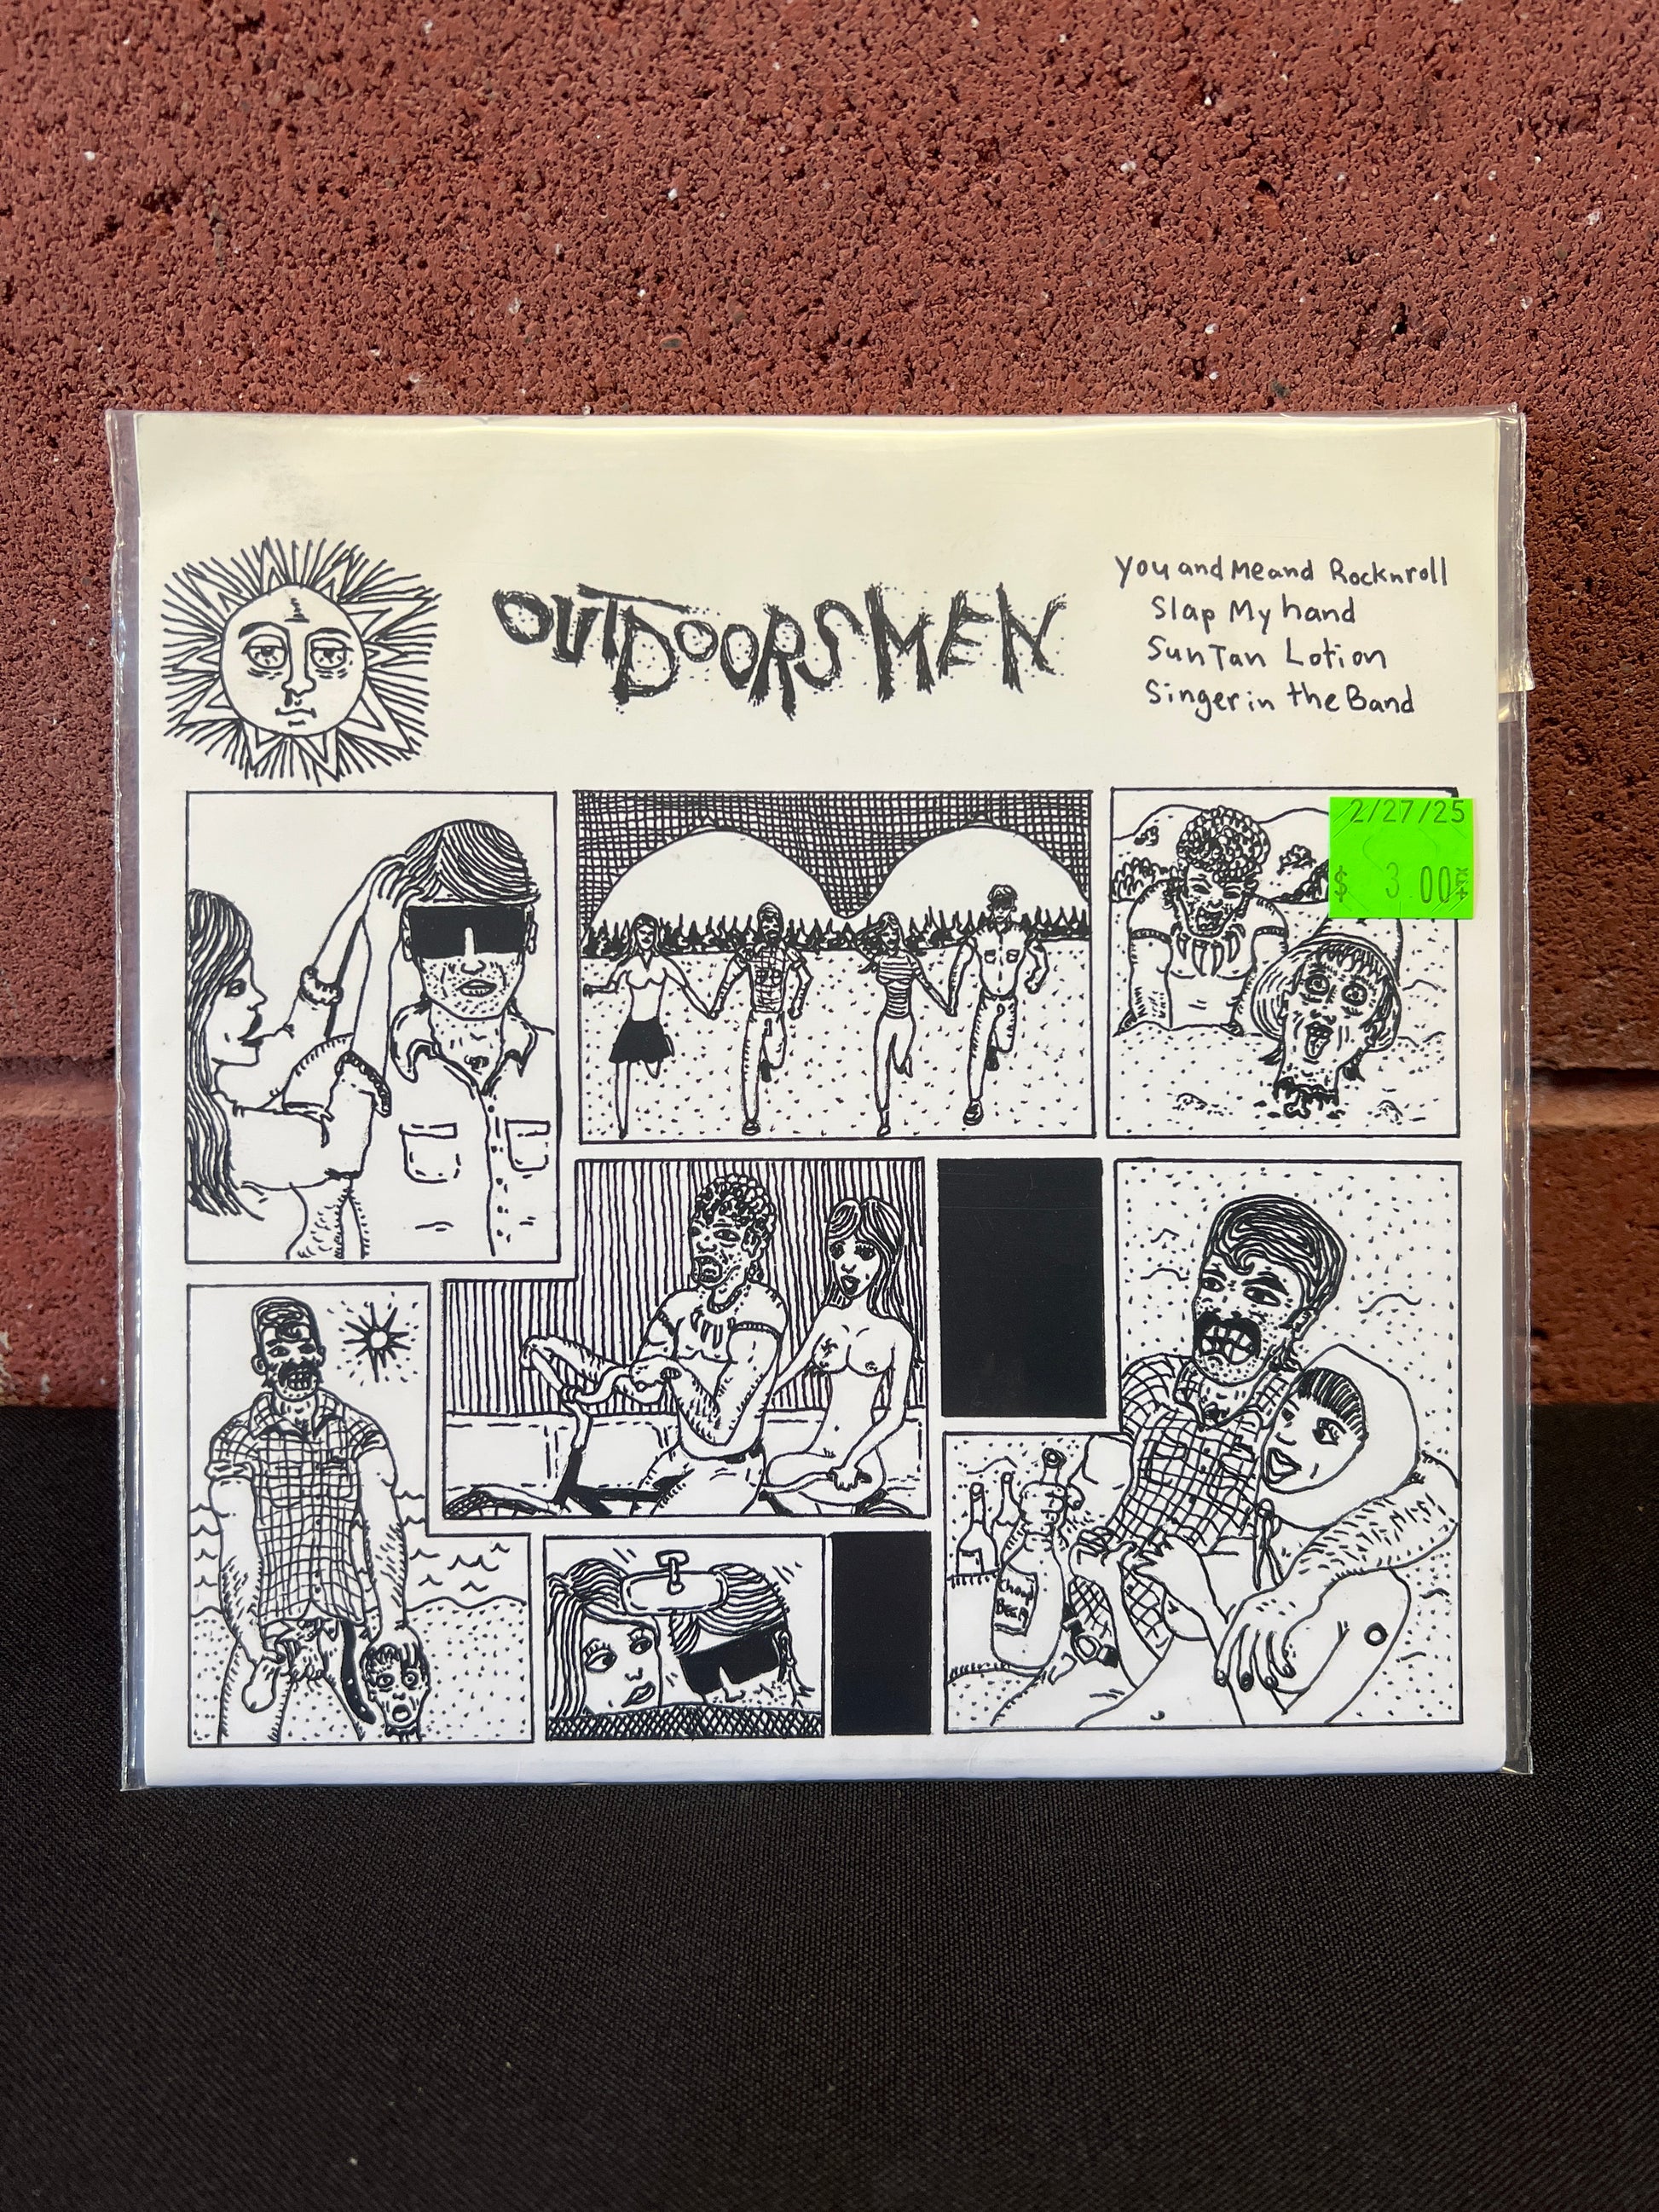 OUTDOORSMEN
You and Me and Rocknroll
Slap My hand
SunTan Lotion
Singer in the Band
2/27/25
$ 3.00
Beer